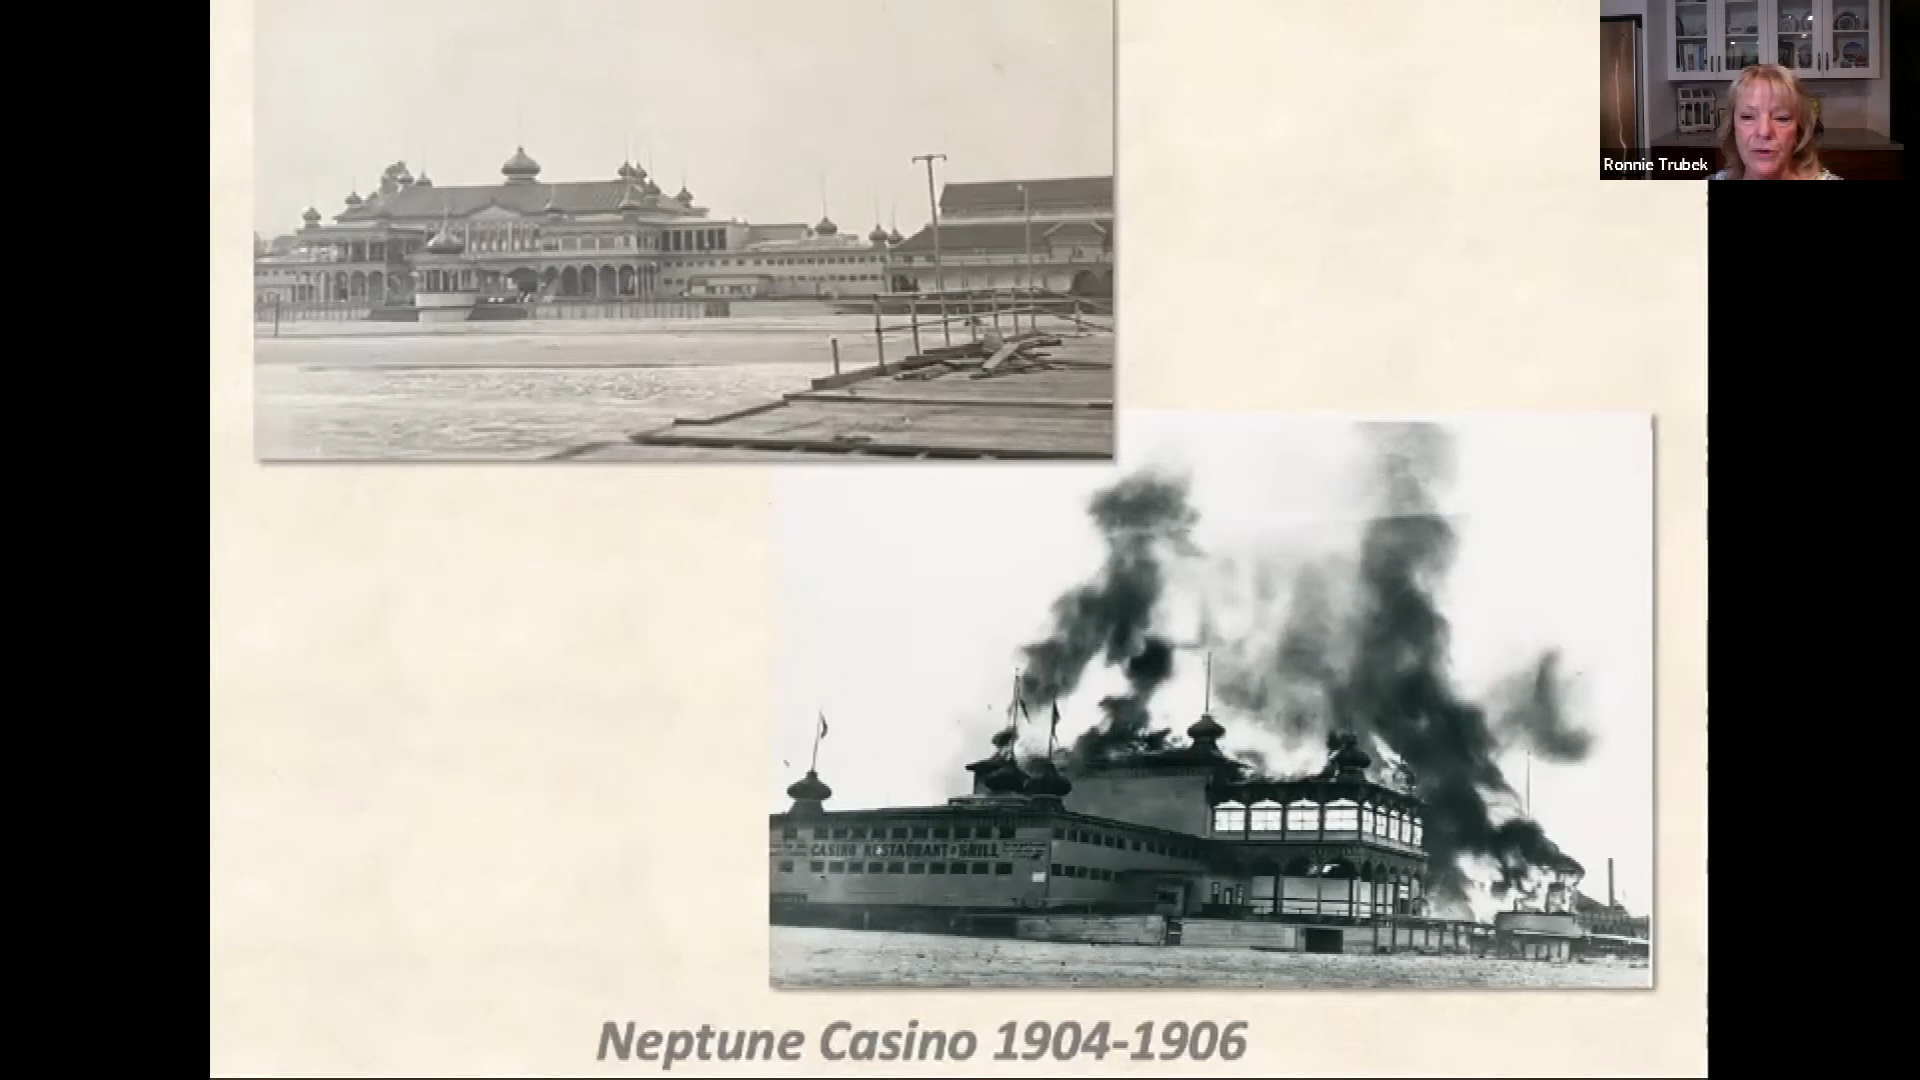 Ronnie Trubek
CASINO RESTAURANT & GRILL
Neptune Casino 1904-1906